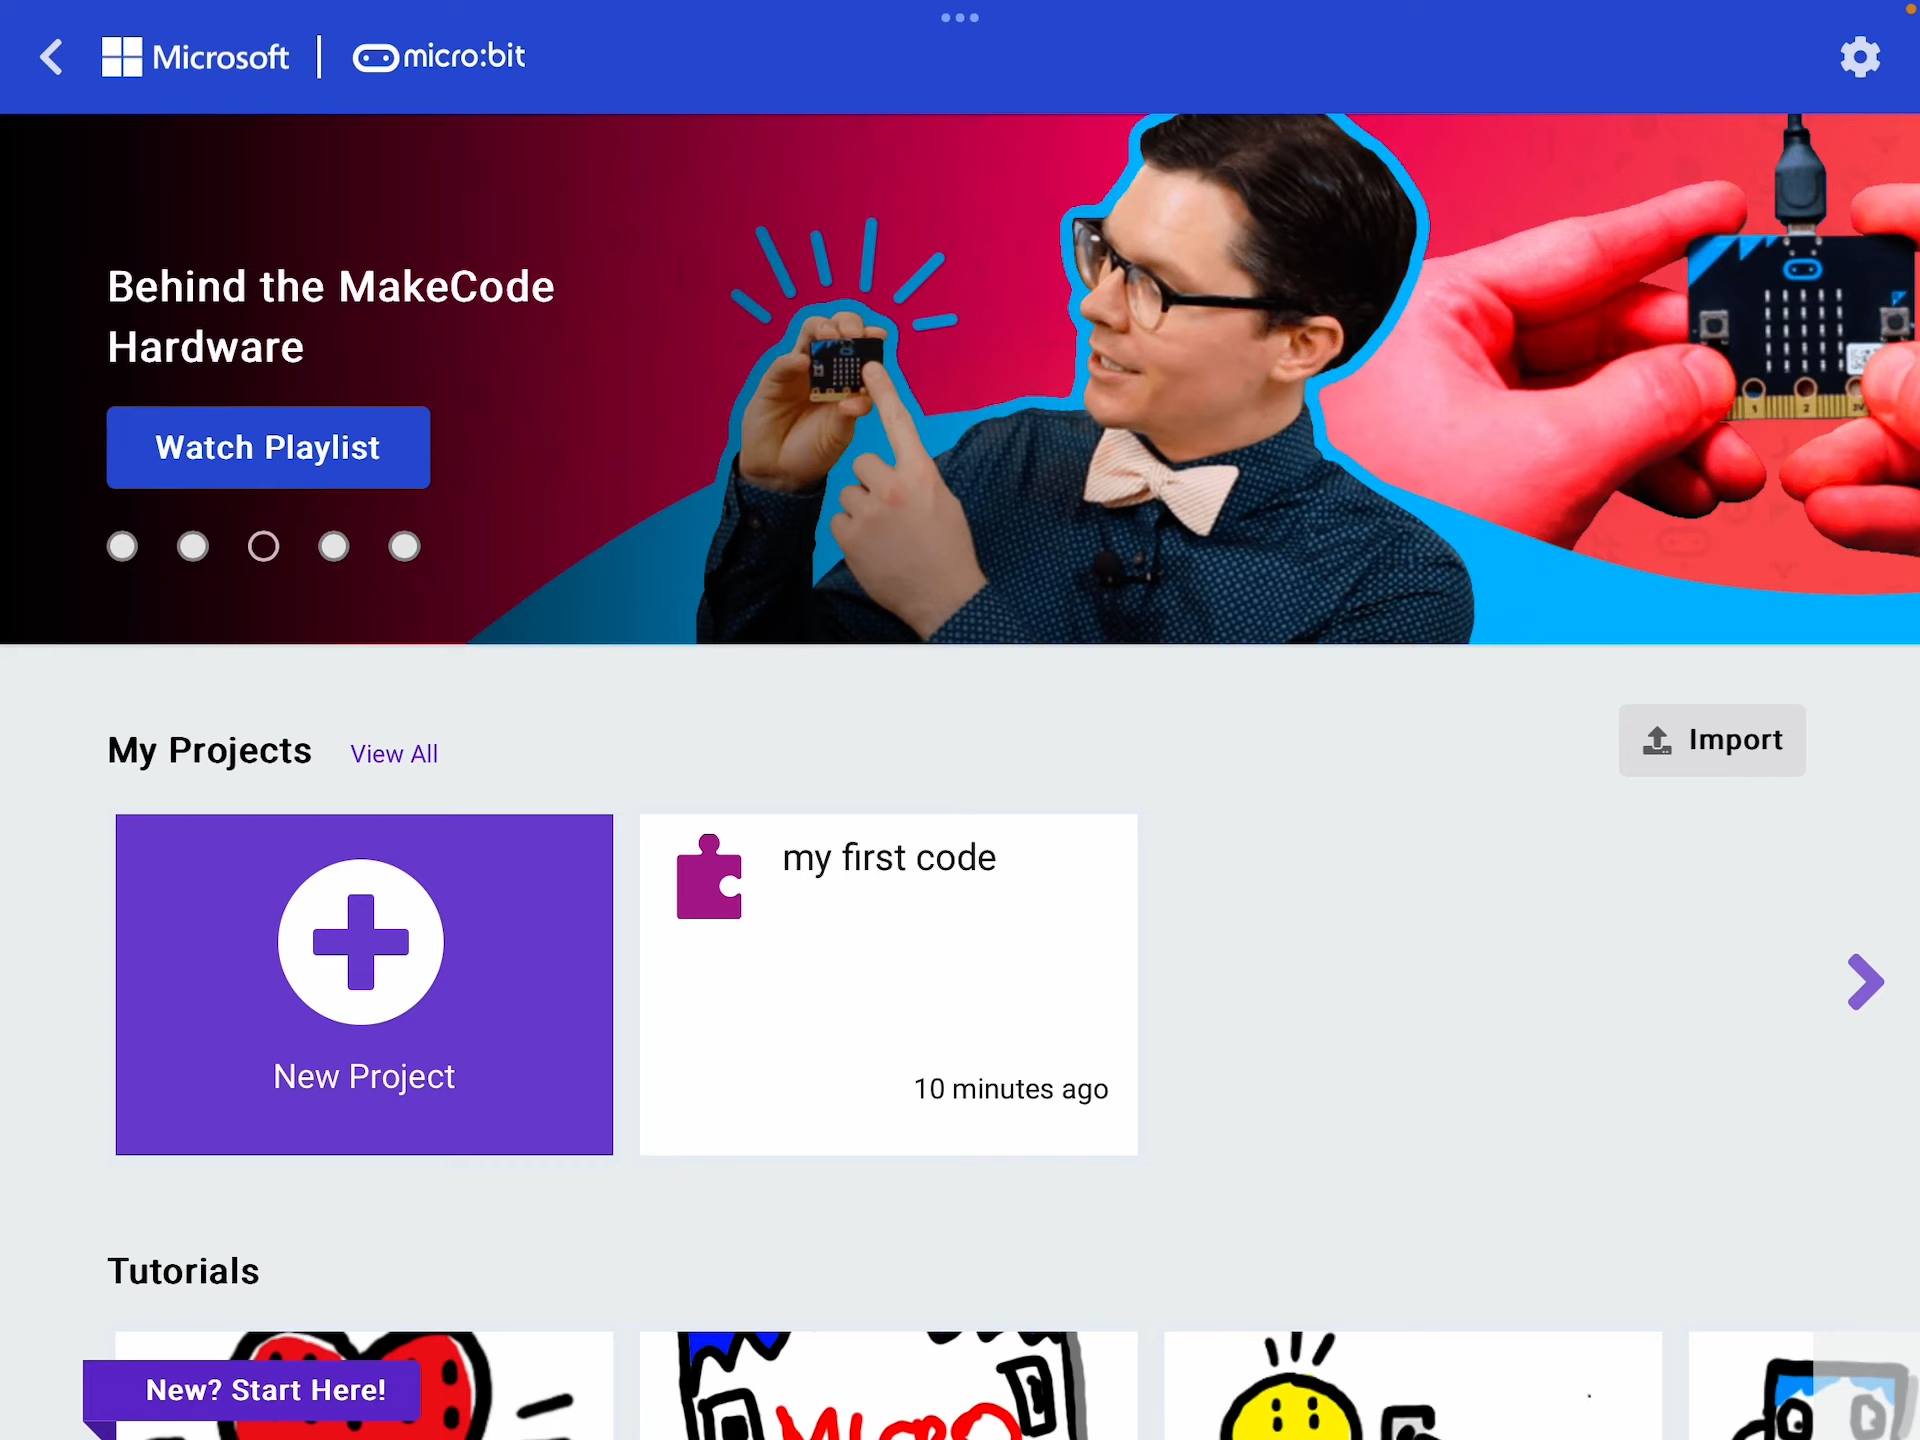 Microsoft | micro:bit
Behind the MakeCode
Hardware
Watch Playlist
My Projects View All
Import
New Project
my first code
10 minutes ago
Tutorials
New? Start Here!
MICRO